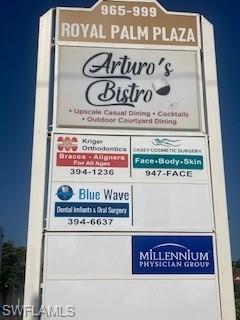 965-999
ROYAL PALM PLAZA
Arturo's
Bistro
• Upscale Casual Dining • Cocktails
• Outdoor Courtyard Dining •
Kriger
Orthodontics
Braces - Aligners
For All Ages
394-1236
CASEY COSMETIC SURGERY
Face-Body-Skin
947-FACE
Blue Wave
Dental Implants & Oral Surgery
394-6637
MILLENNIUM
PHYSICIAN GROUP
SWFLAMLS